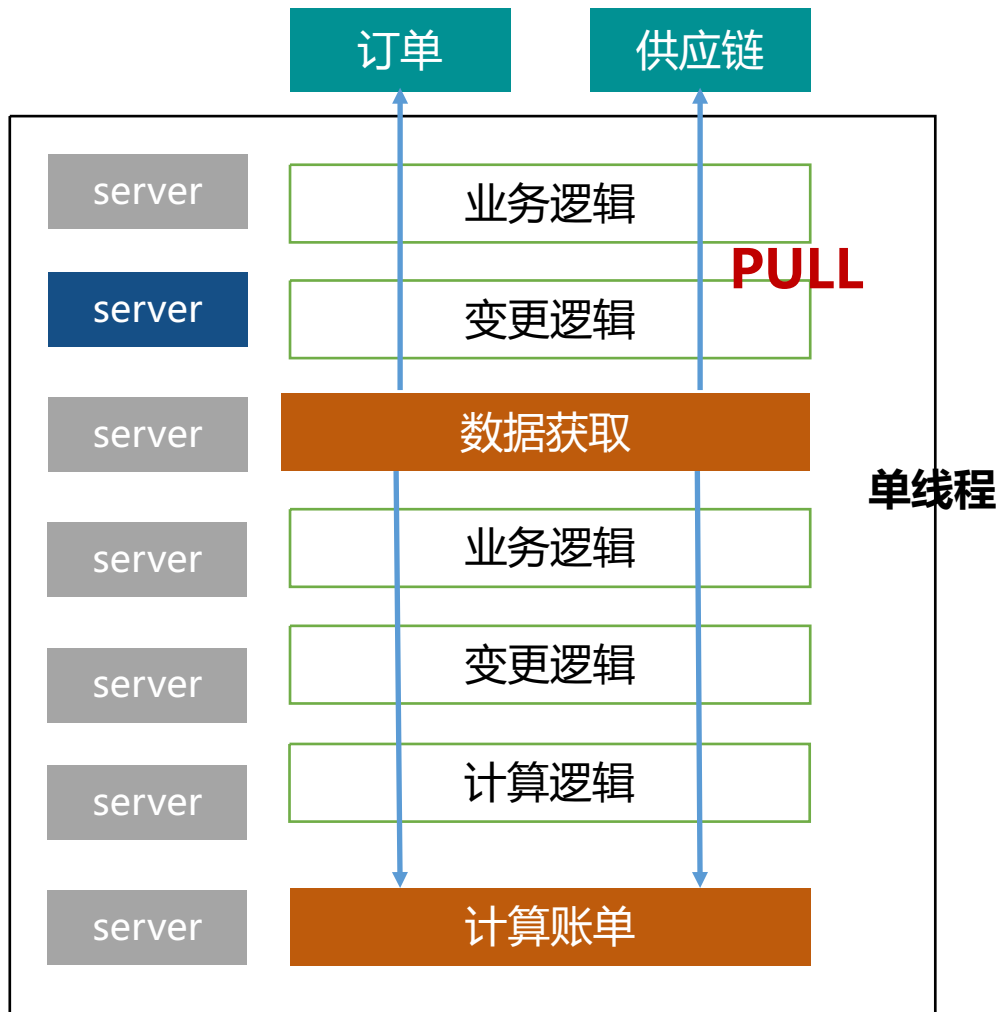 订单
供应链
server
业务逻辑
PULL
server
变更逻辑
server
数据获取
单线程
server
业务逻辑
server
变更逻辑
server
计算逻辑
server
计算账单